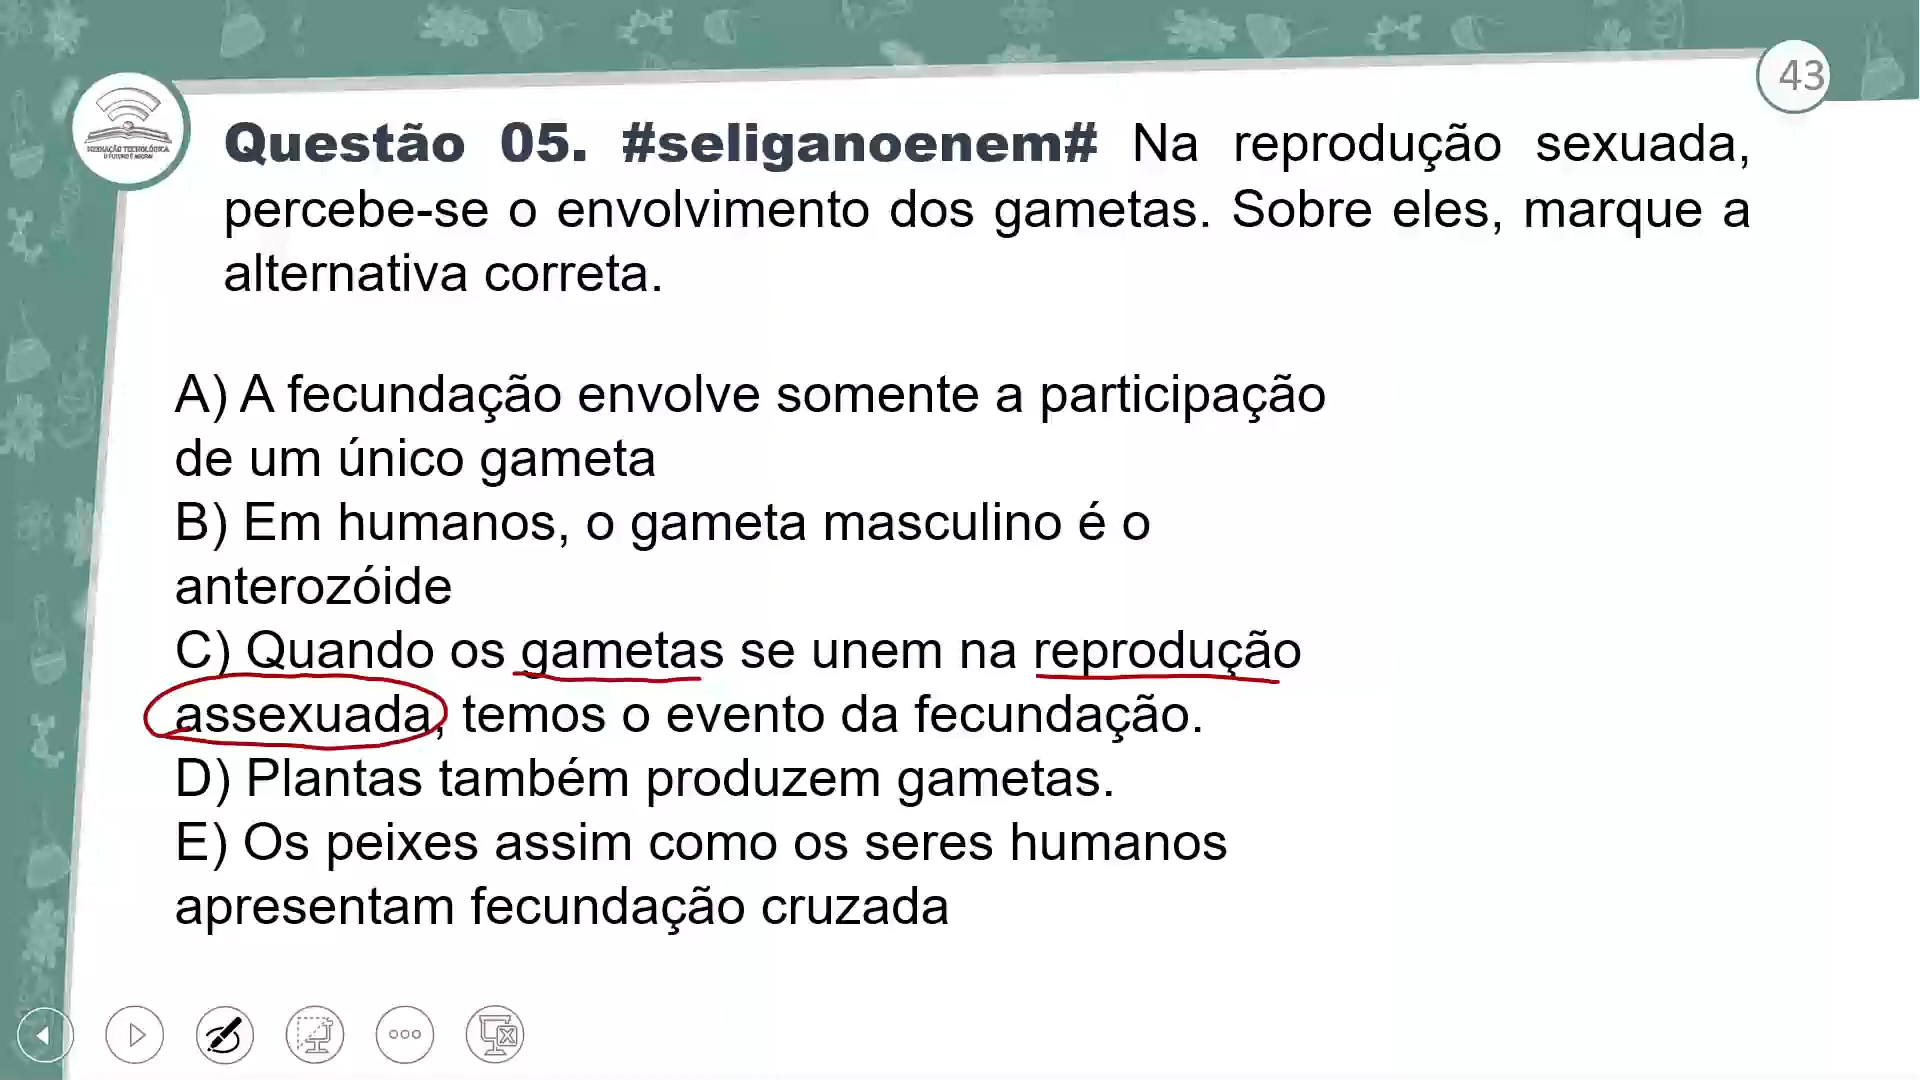 43
MEDIAÇÃO TECNOLÓGICA
Questão 05. #seliganoenem# Na reprodução sexuada,
percebe-se o envolvimento dos gametas. Sobre eles, marque a
alternativa correta.
A) A fecundação envolve somente a participação
de um único gameta
B) Em humanos, o gameta masculino é o
anterozóide
C) Quando os gametas se unem na reprodução
assexuada, temos o evento da fecundação.
D) Plantas também produzem gametas.
E) Os peixes assim como os seres humanos
apresentam fecundação cruzada